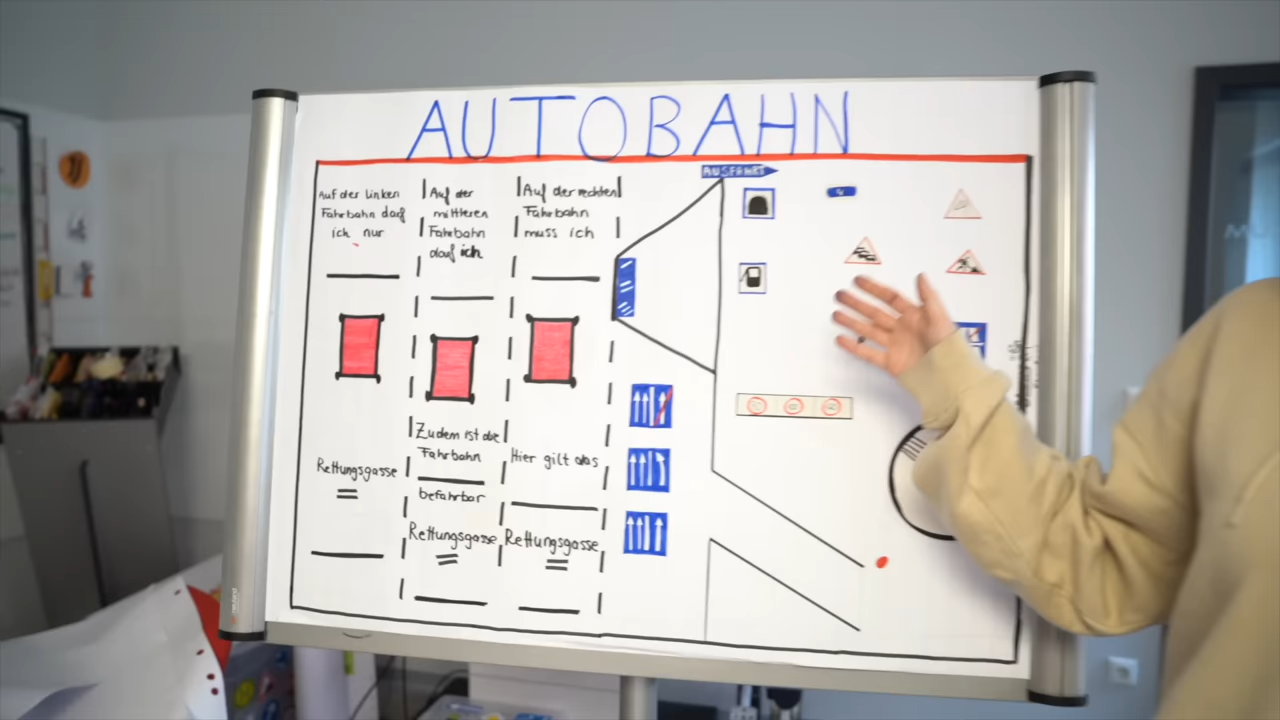 AUTOBAHN
Auf der linken
Fahrbahn darf
ich nur
Rettungsgasse
=
Auf der
mittleren
Fahrbahn
darf ich
Zudem ist die
Fahrbahn
befahrbar
Rettungsgasse
=
Auf der rechten
Fahrbahn
muss ich
Hier gilt das
Rettungsgasse
=
AUSFAHRT